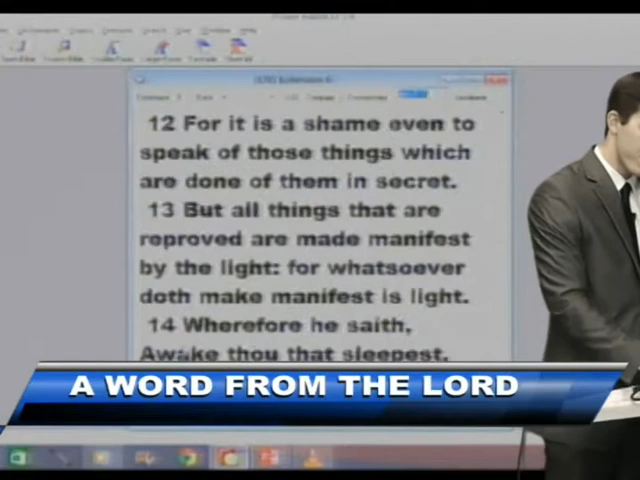 12 For it is a shame even to
speak of those things which
are done of them in secret.
13 But all things that are
reproved are made manifest
by the light: for whatsoever
doth make manifest is light.
14 Wherefore he saith,
Awake thou that sleepest,
A WORD FROM THE LORD